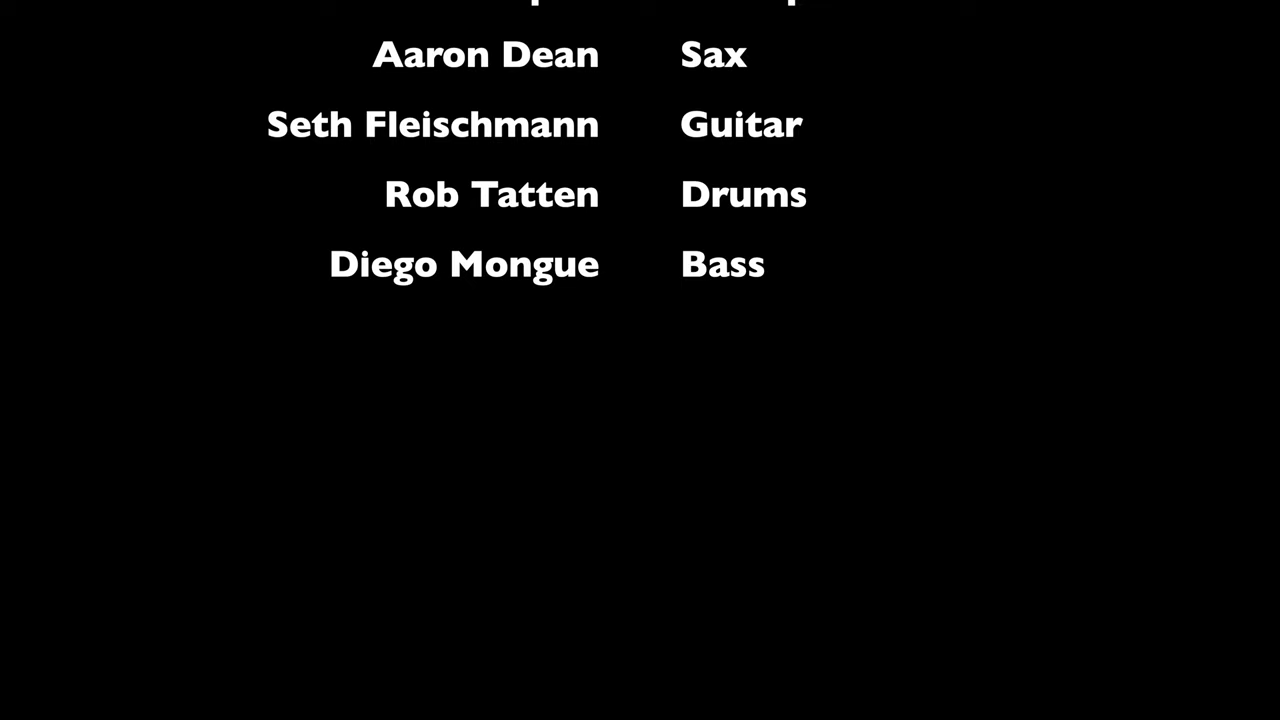 Aaron Dean Sax
Seth Fleischmann Guitar
Rob Tatten Drums
Diego Mongue Bass